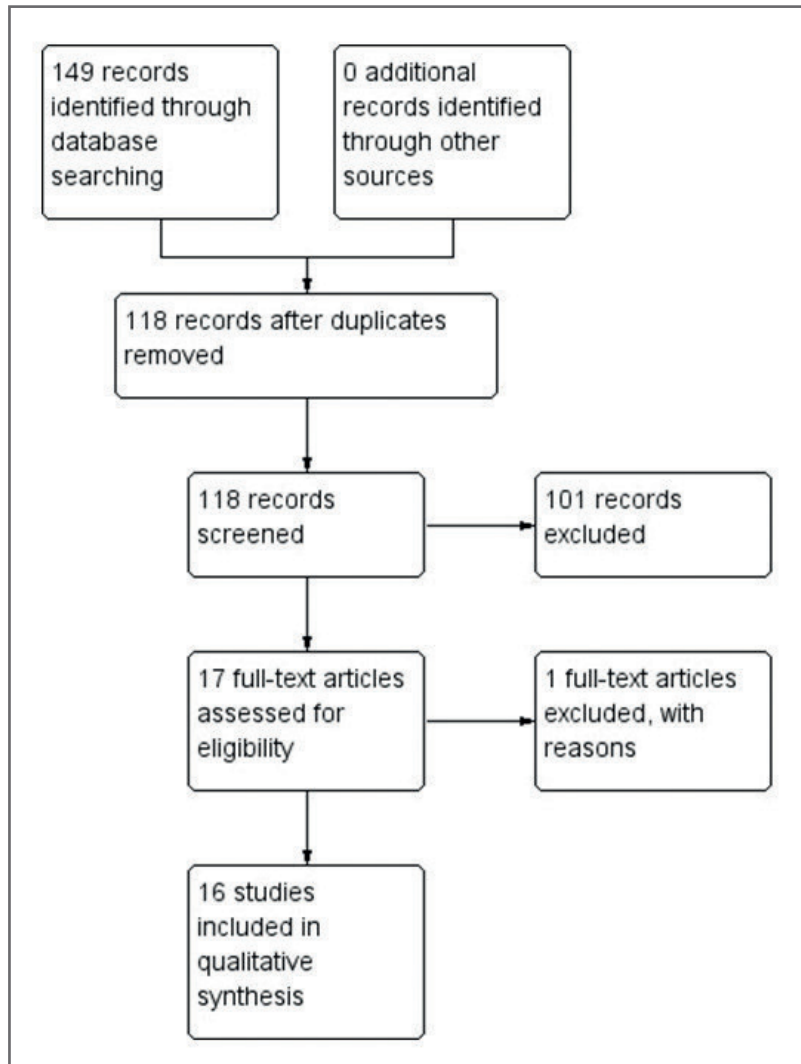 149 records
identified through
database
searching
0 additional
records identified
through other
sources
118 records after duplicates
removed
118 records
screened
101 records
excluded
17 full-text articles
assessed for
eligibility
1 full-text articles
excluded, with
reasons
16 studies
included in
qualitative
synthesis